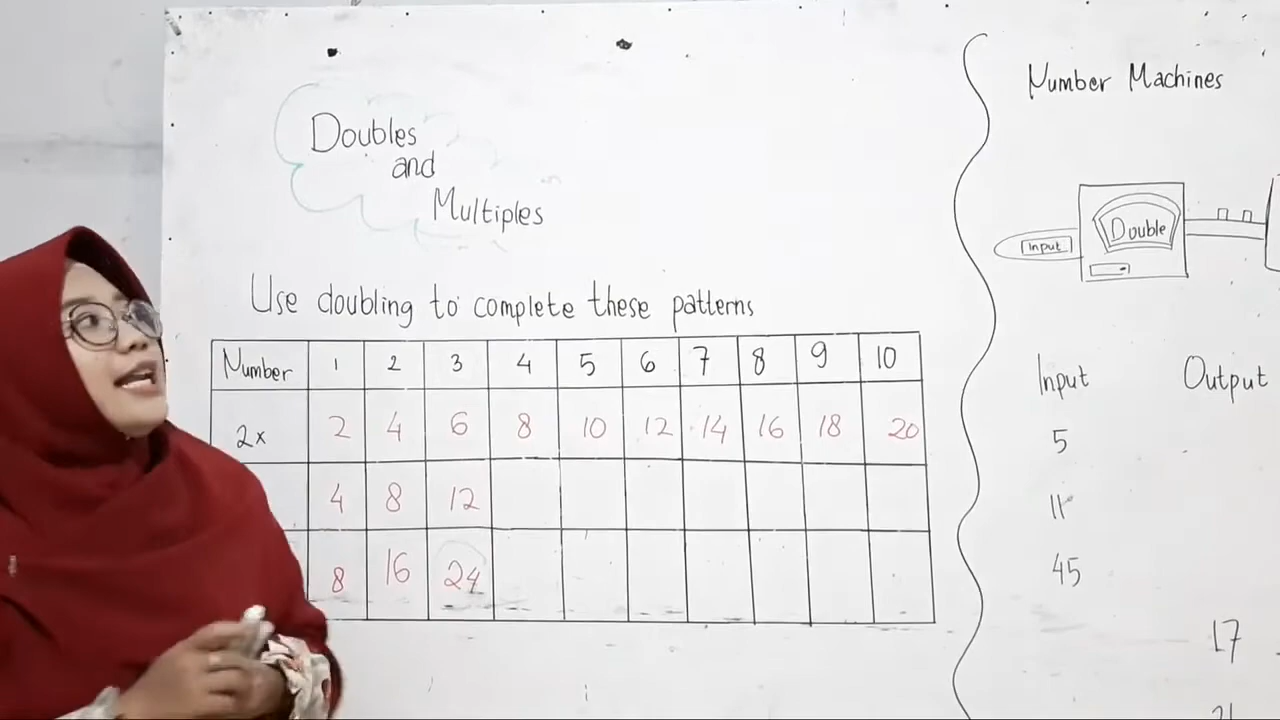 Doubles
and
Multiples
Use doubling to complete these patterns
Number 1 2 3 4 5 6 7 8 9 10
2x 2 4 6 8 10 12 14 16 18 20
4 8 12
8 16 24
Number Machines
Input
Double
Input Output
5
11
45
17